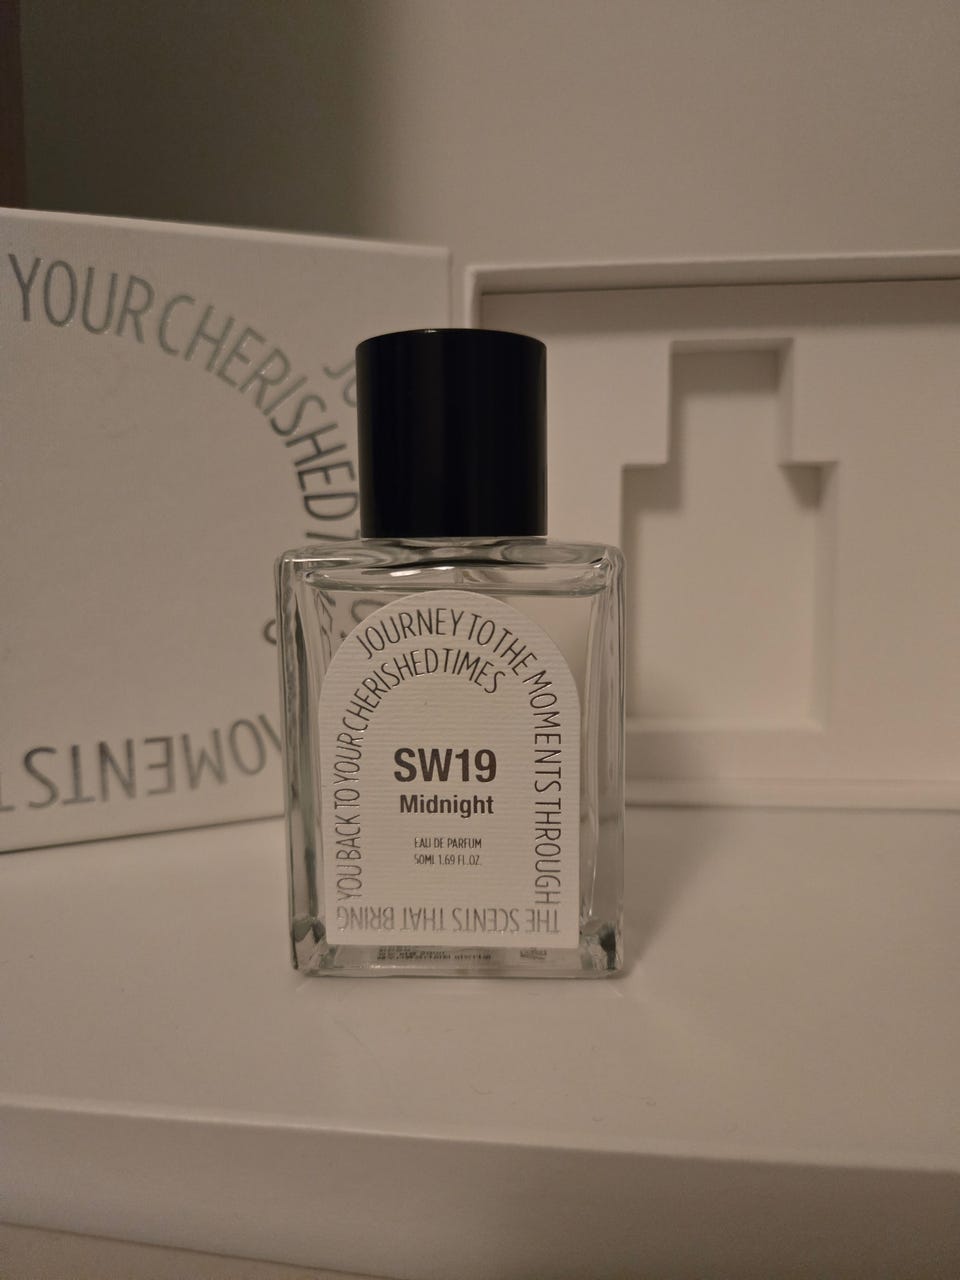 YOUR CHERISHED
MOMENTS
JOURNEY TO THE MOMENTS THROUGH
THE SCENTS THAT BRING
YOU BACK TO YOUR CHERISHED TIMES
SW19
Midnight
EAU DE PARFUM
50ML 1.69 FL.OZ.